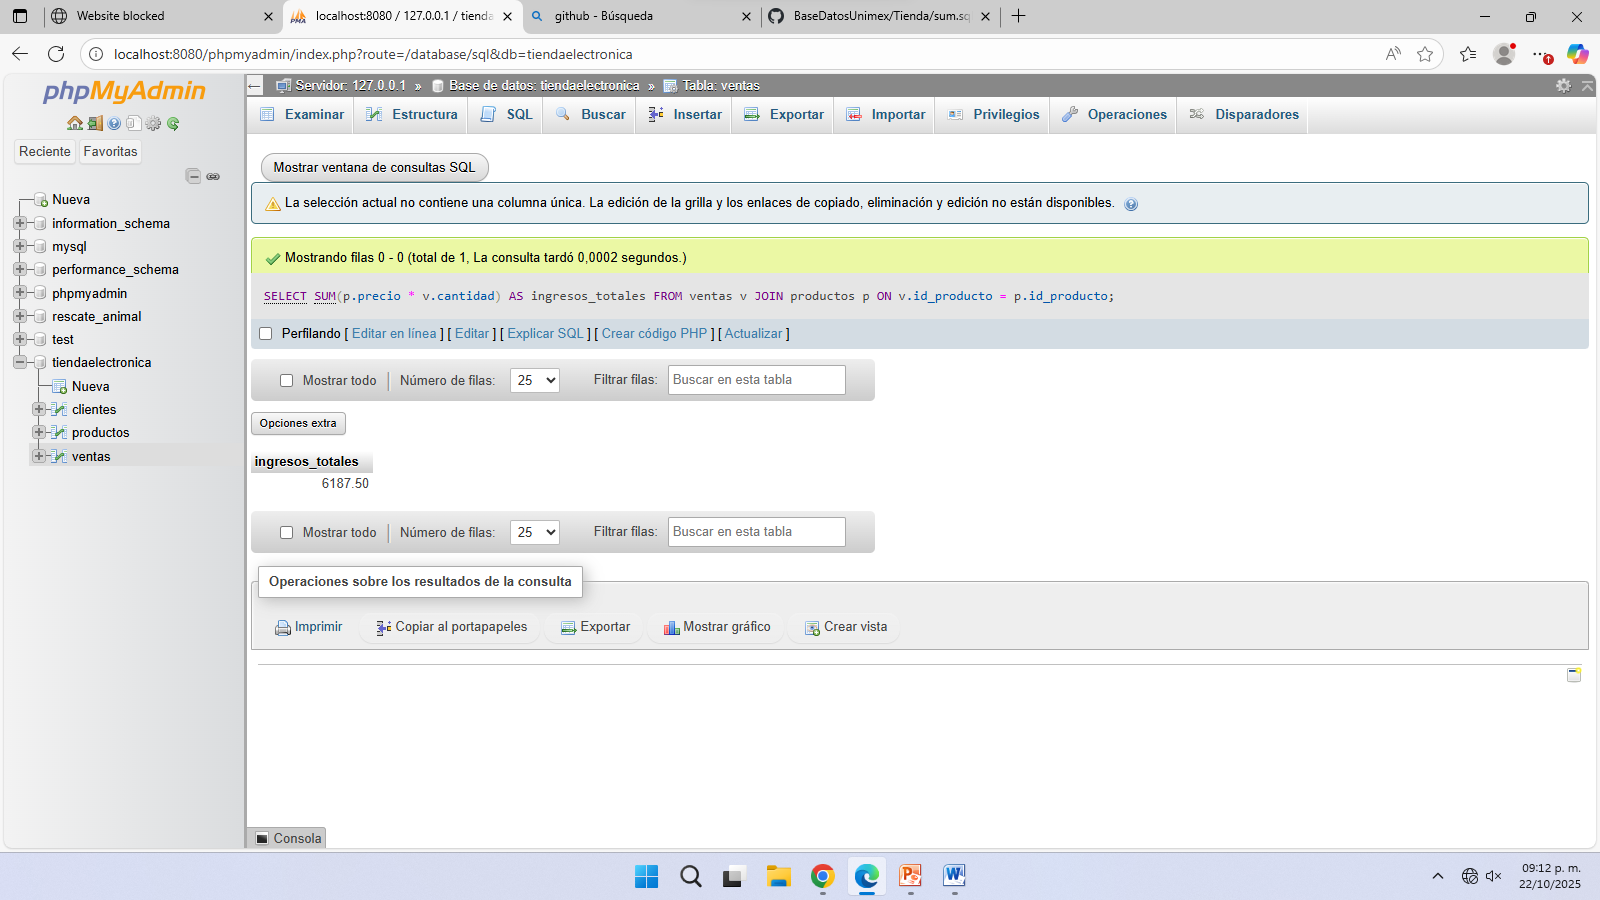 Website blocked
localhost:8080 / 127.0.0.1 / tienda
github - Búsqueda
BaseDatosUnimex/Tienda/sum.sq
localhost:8080/phpmyadmin/index.php?route=/database/sql&db=tiendaelectronica
phpMyAdmin
Reciente
Favoritas
Nueva
information_schema
mysql
performance_schema
phpmyadmin
rescate_animal
test
tiendaelectronica
Nueva
clientes
productos
ventas
Servidor: 127.0.0.1 » Base de datos: tiendaelectronica » Tabla: ventas
Examinar Estructura SQL Buscar Insertar Exportar Importar Privilegios Operaciones Disparadores
Mostrar ventana de consultas SQL
La selección actual no contiene una columna única. La edición de la grilla y los enlaces de copiado, eliminación y edición no están disponibles.
Mostrando filas 0 - 0 (total de 1, La consulta tardó 0,0002 segundos.)
SELECT SUM(p.precio * v.cantidad) AS ingresos_totales FROM ventas v JOIN productos p ON v.id_producto = p.id_producto;
Perfilando [ Editar en línea ] [ Editar ] [ Explicar SQL ] [ Crear código PHP ] [ Actualizar ]
Mostrar todo Número de filas: 25 Filtrar filas: Buscar en esta tabla
Opciones extra
ingresos_totales
6187.50
Mostrar todo Número de filas: 25 Filtrar filas: Buscar en esta tabla
Operaciones sobre los resultados de la consulta
Imprimir Copiar al portapapeles Exportar Mostrar gráfico Crear vista
Consola
09:12 p. m.
22/10/2025